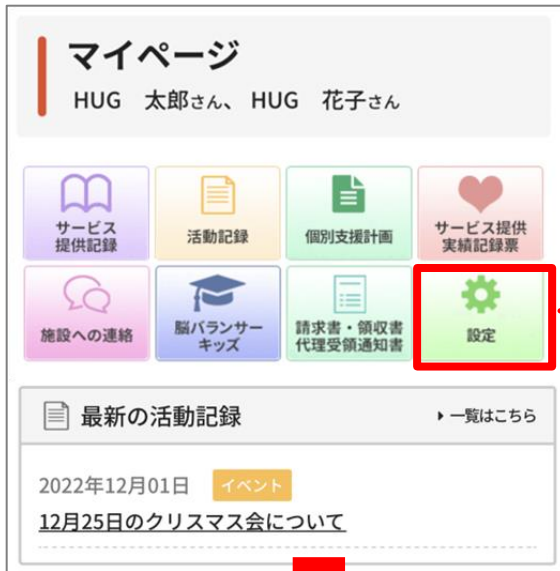 マイページ
HUG　太郎さん、HUG　花子さん
サービス
提供記録
活動記録
個別支援計画
サービス提供
実績記録票
施設への連絡
脳バランサー
キッズ
請求書・領収書
代理受領通知書
設定
最新の活動記録
一覧はこちら
2022年12月01日 イベント
12月25日のクリスマス会について